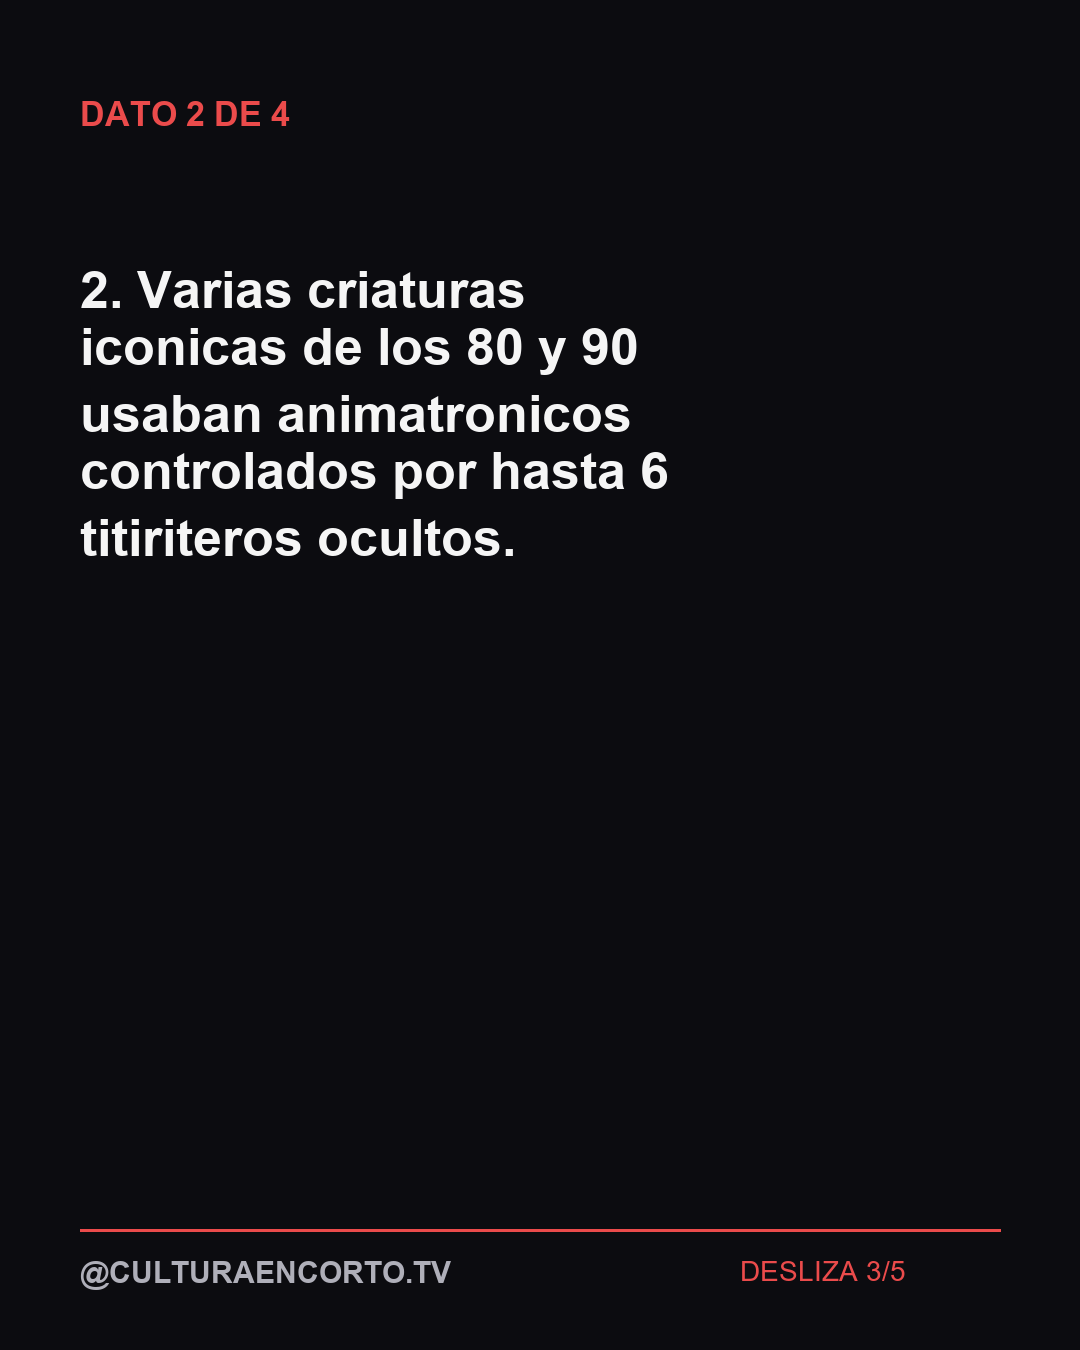 DATO 2 DE 4
2. Varias criaturas
iconicas de los 80 y 90
usaban animatronicos
controlados por hasta 6
titiriteros ocultos.
@CULTURAENCORTO.TV
DESLIZA 3/5